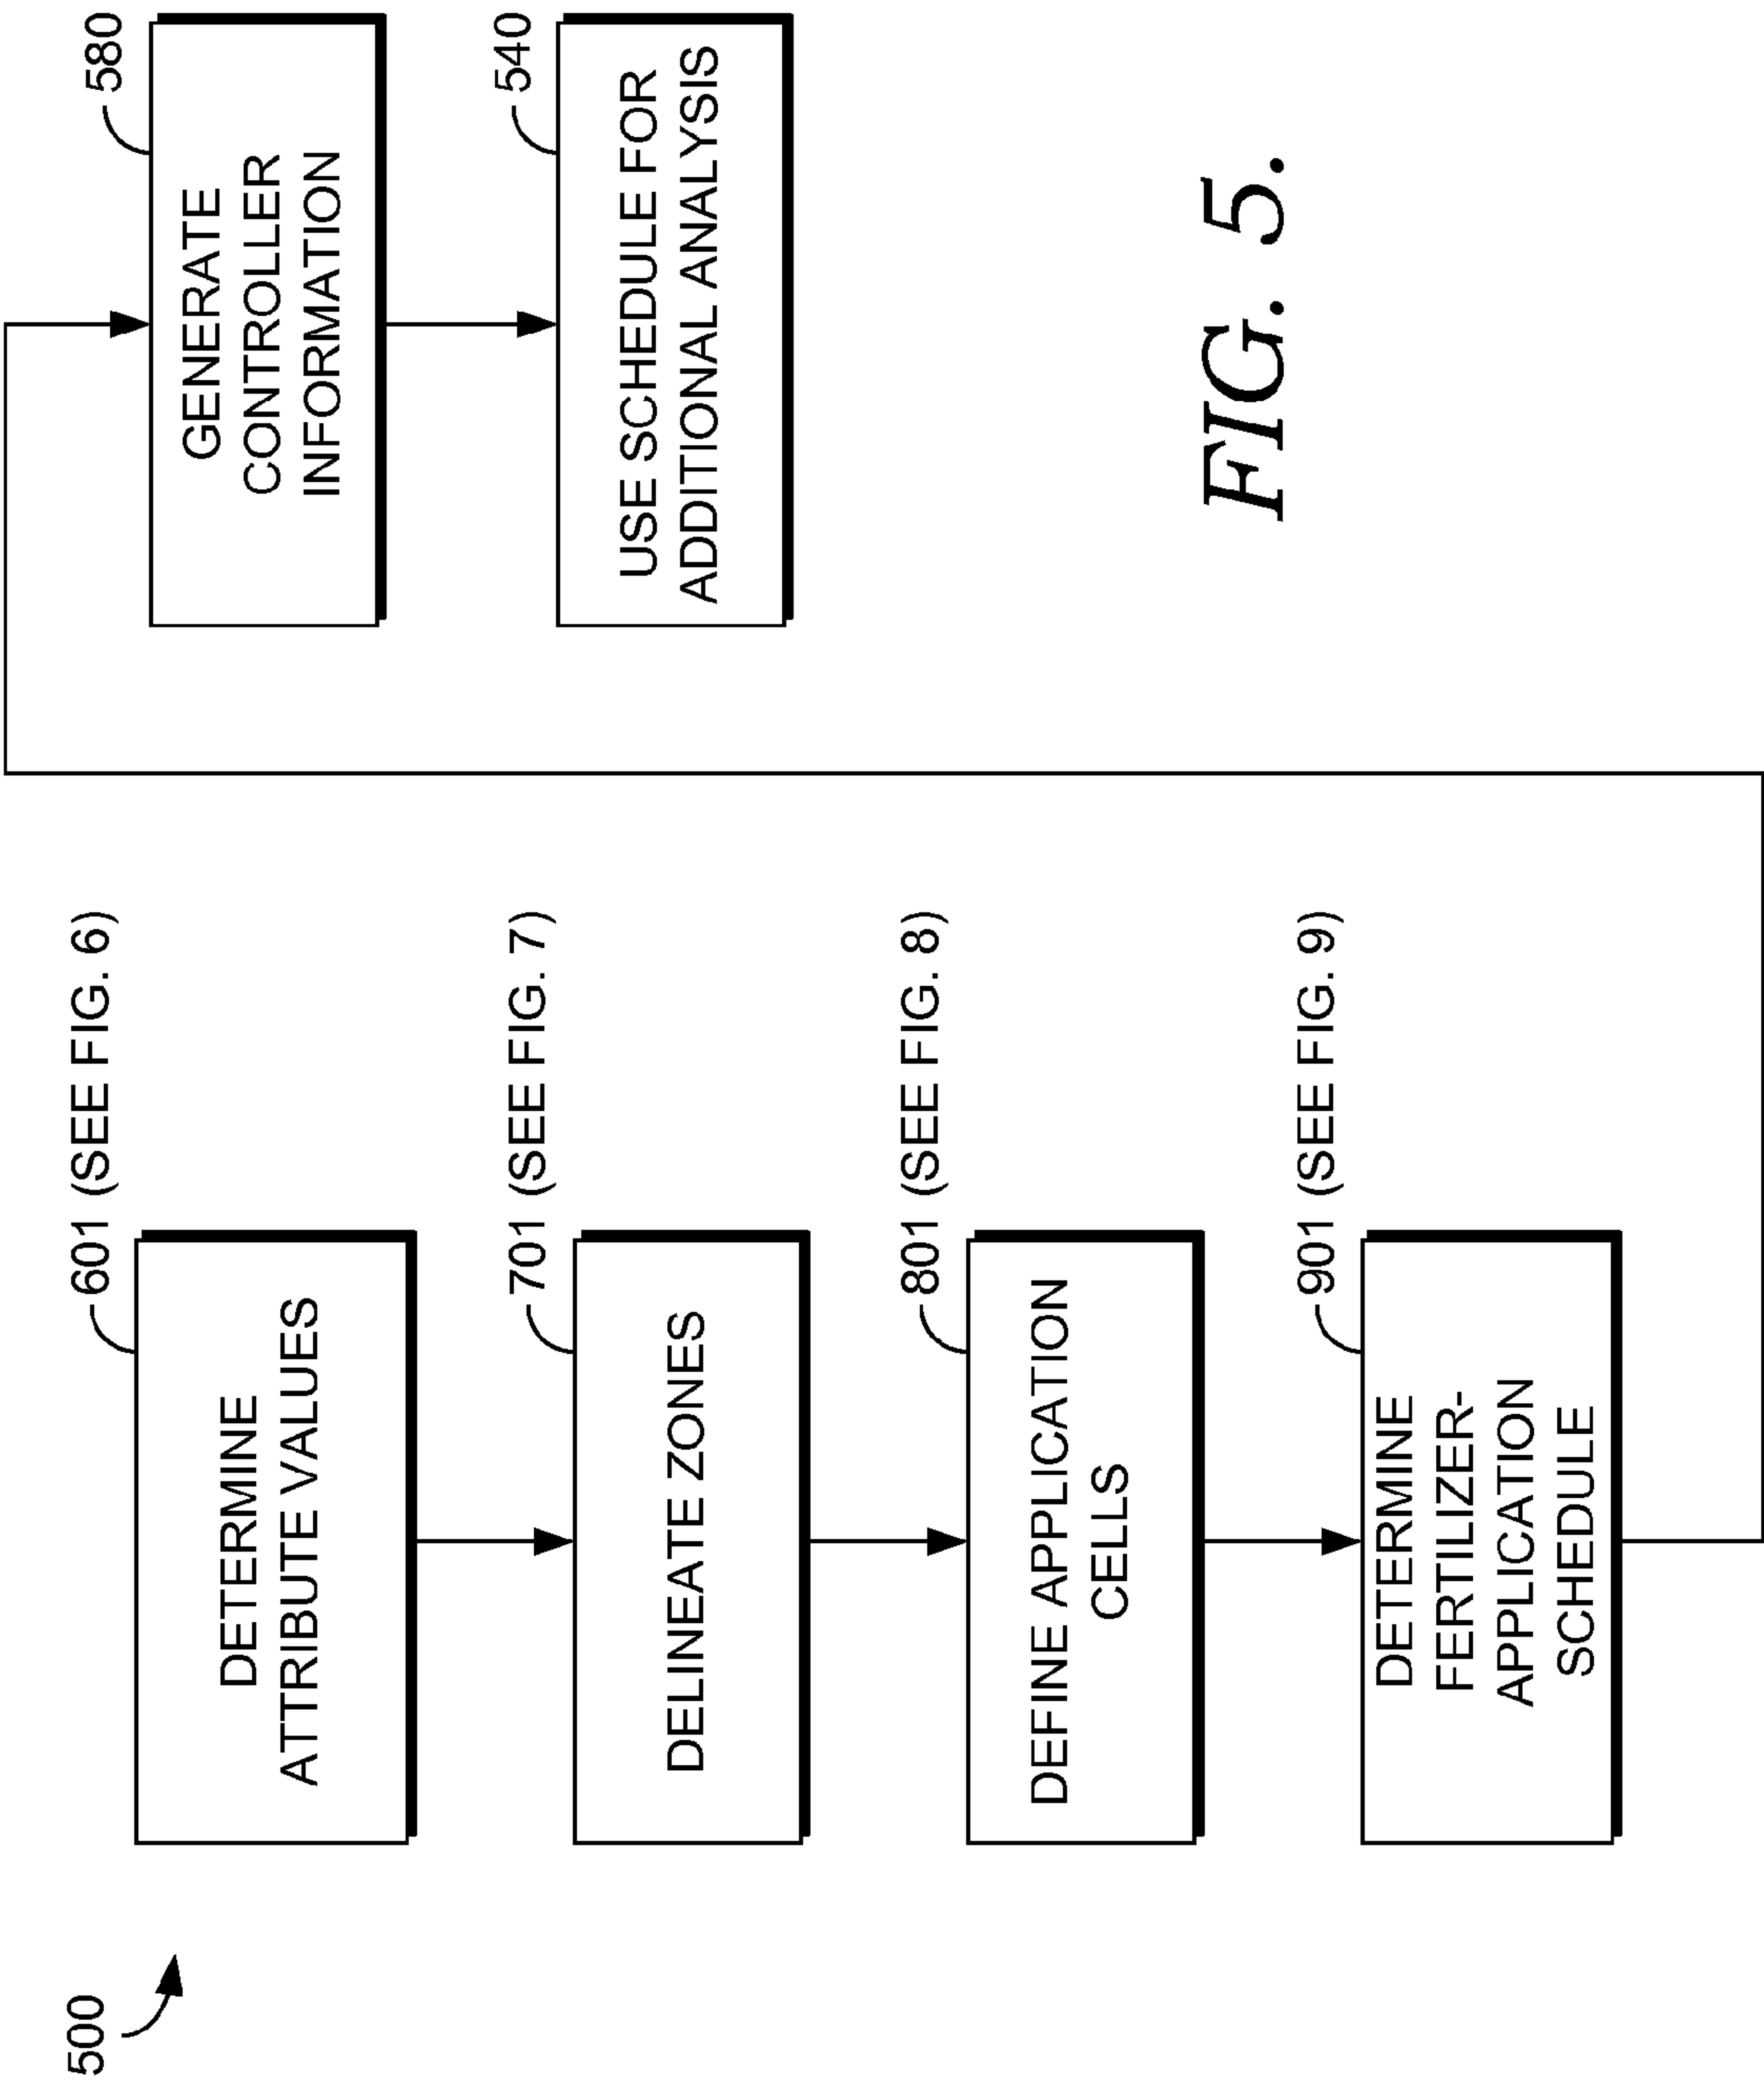 500
601 (SEE FIG. 6)
DETERMINE
ATTRIBUTE VALUES
701 (SEE FIG. 7)
DELINEATE ZONES
801 (SEE FIG. 8)
DEFINE APPLICATION
CELLS
901 (SEE FIG. 9)
DETERMINE
FERTILIZER-
APPLICATION
SCHEDULE
580
GENERATE
CONTROLLER
INFORMATION
540
USE SCHEDULE FOR
ADDITIONAL ANALYSIS
FIG. 5.